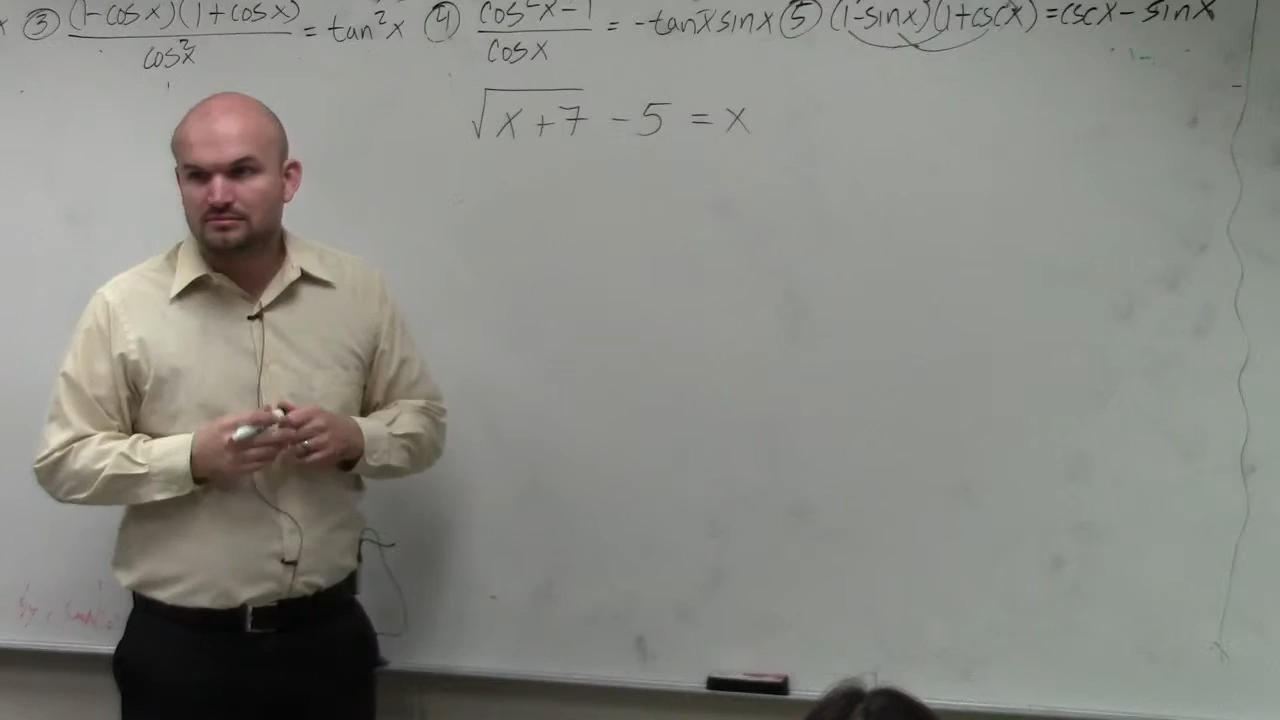 x ③ (1-cos x)(1+cos x)/cos²x = tan²x ④ cos²x-1/cos x = -tan x sin x ⑤ (1-sin x)(1+csc x) = csc x - sin x
√(x+7) - 5 = x